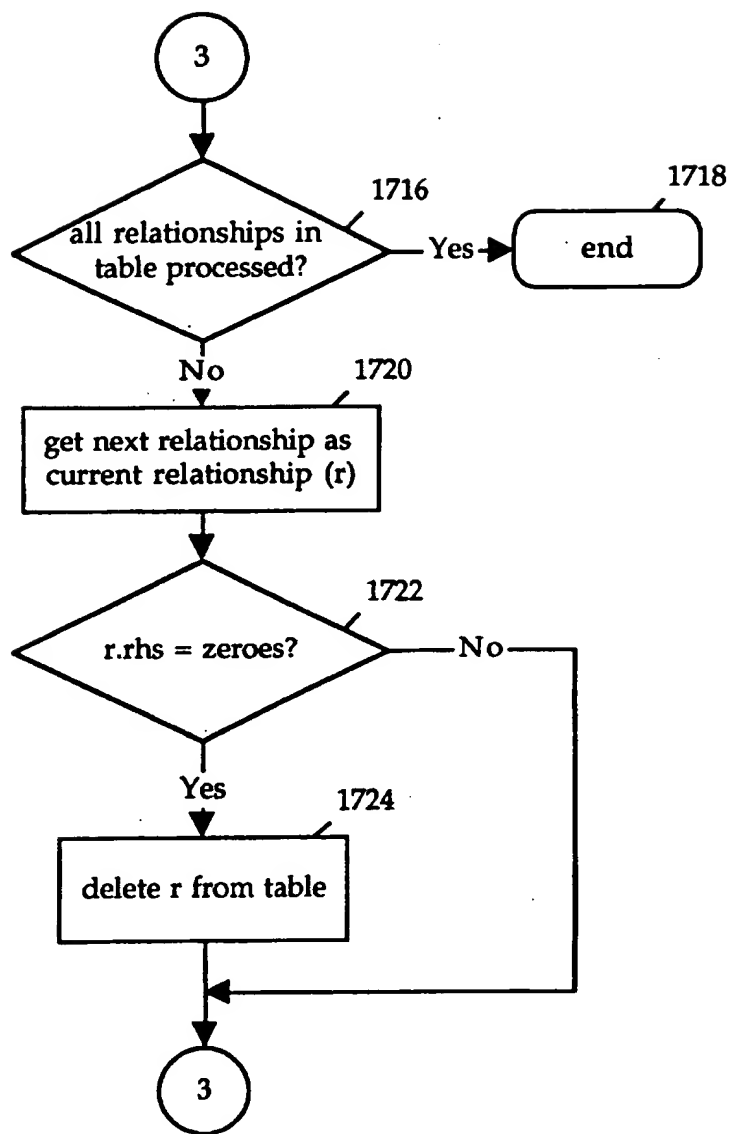 3
1716
1718
all relationships in
table processed?
Yes
end
No
1720
get next relationship as
current relationship (r)
1722
r.rhs = zeroes?
No
Yes
1724
delete r from table
3